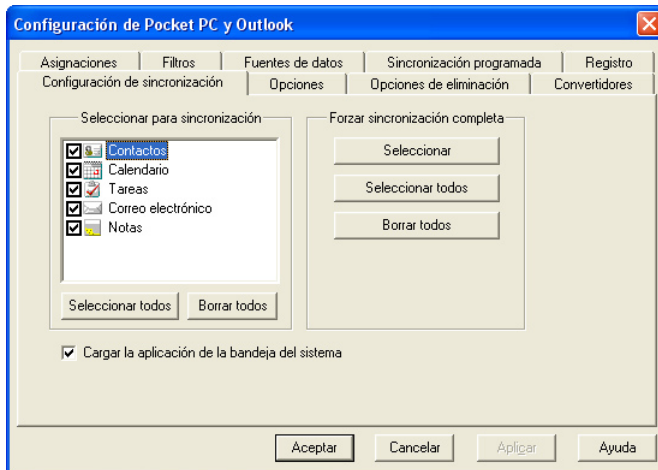 Configuración de Pocket PC y Outlook
Asignaciones Filtros Fuentes de datos Sincronización programada Registro
Configuración de sincronización Opciones Opciones de eliminación Convertidores
Seleccionar para sincronización
Contactos
Calendario
Tareas
Correo electrónico
Notas
Seleccionar todos Borrar todos
Forzar sincronización completa
Seleccionar
Seleccionar todos
Borrar todos
Cargar la aplicación de la bandeja del sistema
Aceptar Cancelar Aplicar Ayuda